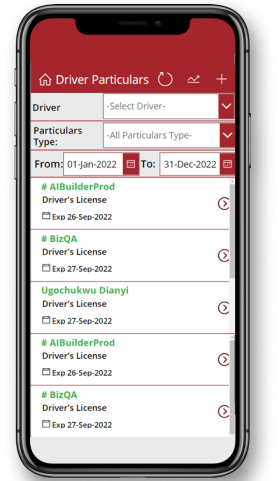 Driver Particulars
Driver -Select Driver-
Particulars Type: -All Particulars Type-
From: 01-Jan-2022 To: 31-Dec-2022
# AIBuilderProd
Driver's License
Exp 26-Sep-2022
# BizQA
Driver's License
Exp 27-Sep-2022
Ugochukwu Dianyi
Driver's License
Exp 27-Sep-2022
# AIBuilderProd
Driver's License
Exp 26-Sep-2022
# BizQA
Driver's License
Exp 27-Sep-2022